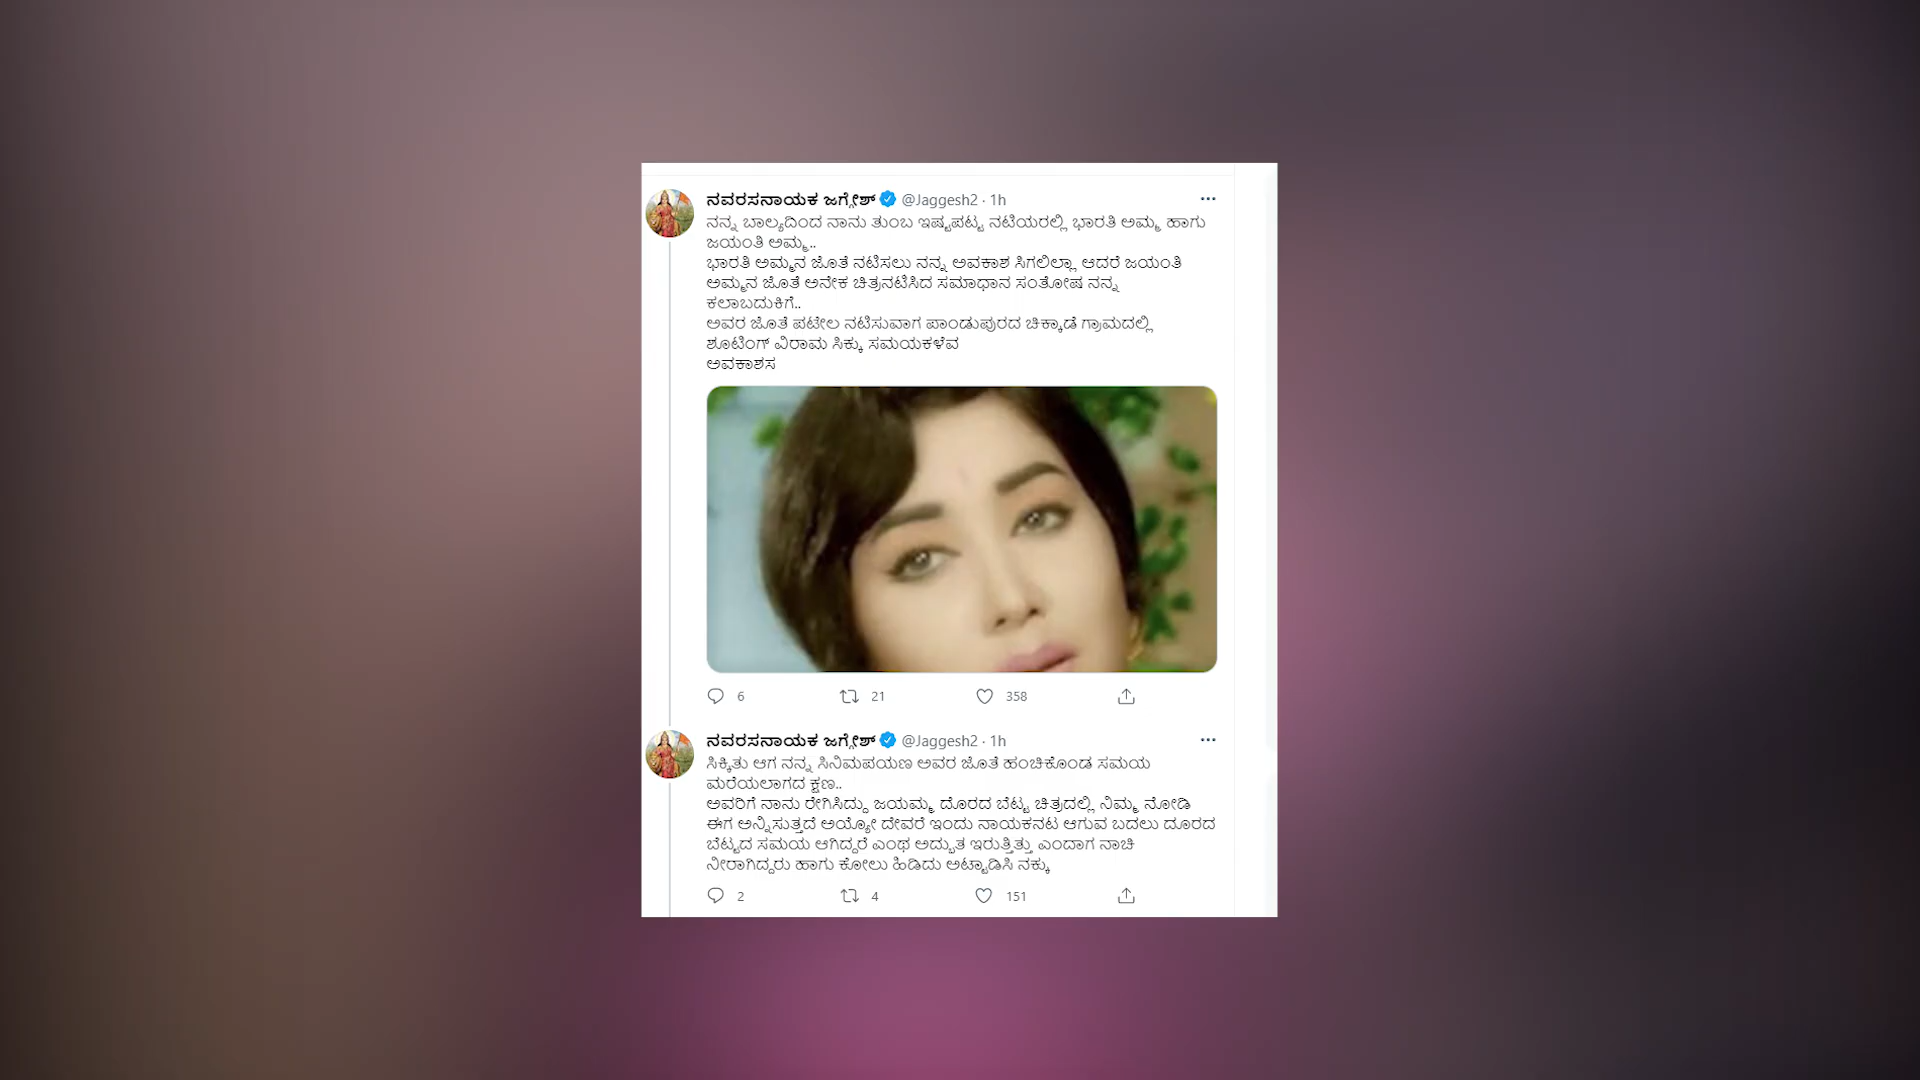 ನವರಸನಾಯಕ ಜಗ್ಗೇಶ್ @Jaggesh2 · 1h
ನನ್ನ ಬಾಲ್ಯದಿಂದ ನಾನು ತುಂಬ ಇಷ್ಟಪಟ್ಟ ನಟಿಯರಲ್ಲಿ ಭಾರತಿ ಅಮ್ಮ ಹಾಗು
ಜಯಂತಿ ಅಮ್ಮ..
ಭಾರತಿ ಅಮ್ಮನ ಜೊತೆ ನಟಿಸಲು ನನ್ನ ಅವಕಾಶ ಸಿಗಲಿಲ್ಲಾ ಆದರೆ ಜಯಂತಿ
ಅಮ್ಮನ ಜೊತೆ ಅನೇಕ ಚಿತ್ರನಟಿಸಿದ ಸಮಾಧಾನ ಸಂತೋಷ ನನ್ನ
ಕಲಾಬದುಕಿಗೆ..
ಅವರ ಜೊತೆ ಪಟೇಲ ನಟಿಸುವಾಗ ಪಾಂಡುಪುರದ ಚಿಕ್ಕಾಡೆ ಗ್ರಾಮದಲ್ಲಿ
ಶೂಟಿಂಗ್ ವಿರಾಮ ಸಿಕ್ಕು ಸಮಯಕಳೆವ
ಅವಕಾಶಸ
6 21 358
ನವರಸನಾಯಕ ಜಗ್ಗೇಶ್ @Jaggesh2 · 1h
ಸಿಕ್ಕಿತು ಆಗ ನನ್ನ ಸಿನಿಮಪಯಣ ಅವರ ಜೊತೆ ಹಂಚಿಕೊಂಡ ಸಮಯ
ಮರೆಯಲಾಗದ ಕ್ಷಣ..
ಅವರಿಗೆ ನಾನು ರೇಗಿಸಿದ್ದು ಜಯಮ್ಮ ದೊರದ ಬೆಟ್ಟ ಚಿತ್ರದಲ್ಲಿ ನಿಮ್ಮ ನೋಡಿ
ಈಗ ಅನ್ನಿಸುತ್ತದೆ ಅಯ್ಯೋ ದೇವರೆ ಇಂದು ನಾಯಕನಟ ಆಗುವ ಬದಲು ದೂರದ
ಬೆಟ್ಟದ ಸಮಯ ಆಗಿದ್ದರೆ ಎಂಥ ಅದ್ಭುತ ಇರುತ್ತಿತ್ತು ಎಂದಾಗ ನಾಚಿ
ನೀರಾಗಿದ್ದರು ಹಾಗು ಕೋಲು ಹಿಡಿದು ಅಟ್ಟಾಡಿಸಿ ನಕ್ಕು
2 4 151